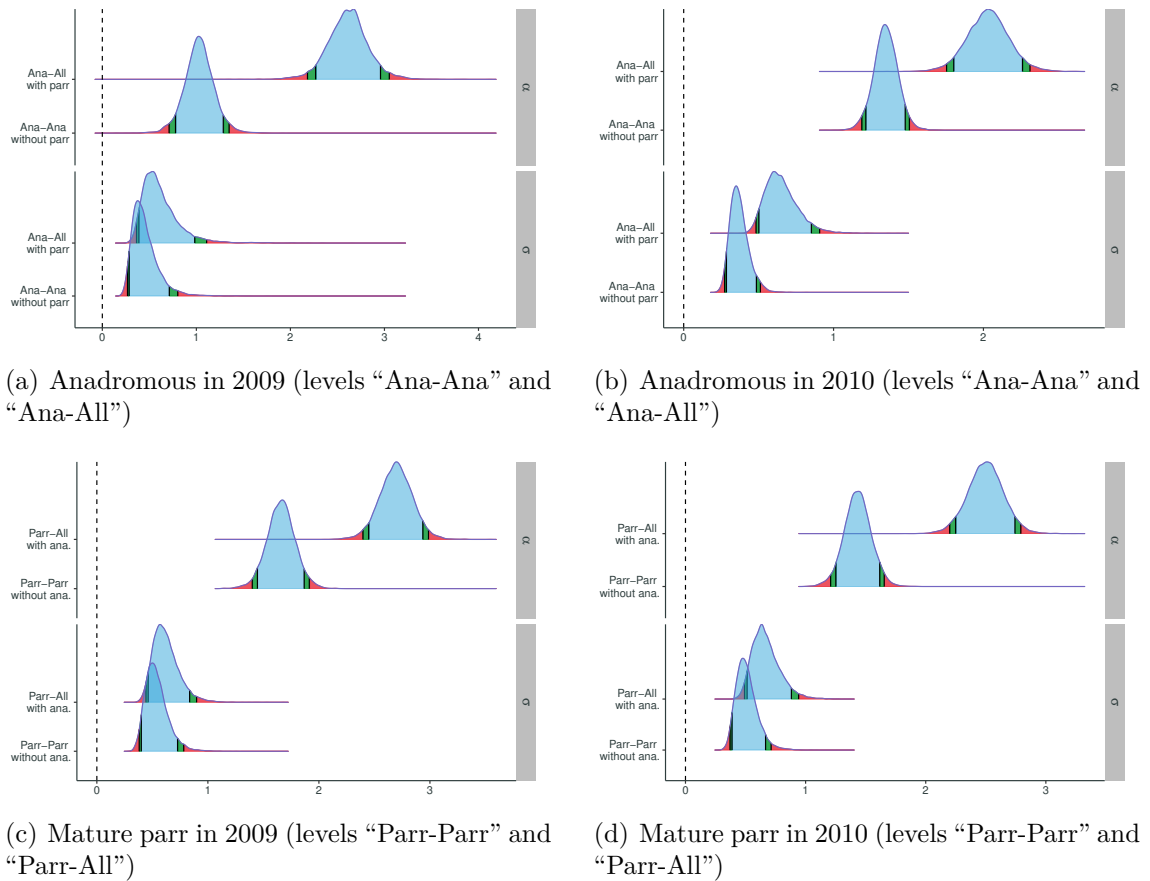 Ana−All
with parr
Ana−Ana
without parr
α
Ana−All
with parr
Ana−Ana
without parr
σ
0 1 2 3 4
(a) Anadromous in 2009 (levels “Ana-Ana” and
“Ana-All”)
Ana−All
with parr
Ana−Ana
without parr
α
Ana−All
with parr
Ana−Ana
without parr
σ
0 1 2
(b) Anadromous in 2010 (levels “Ana-Ana” and
“Ana-All”)
Parr−All
with ana.
Parr−Parr
without ana.
α
Parr−All
with ana.
Parr−Parr
without ana.
σ
0 1 2 3
(c) Mature parr in 2009 (levels “Parr-Parr” and
“Parr-All”)
Parr−All
with ana.
Parr−Parr
without ana.
α
Parr−All
with ana.
Parr−Parr
without ana.
σ
0 1 2 3
(d) Mature parr in 2010 (levels “Parr-Parr” and
“Parr-All”)